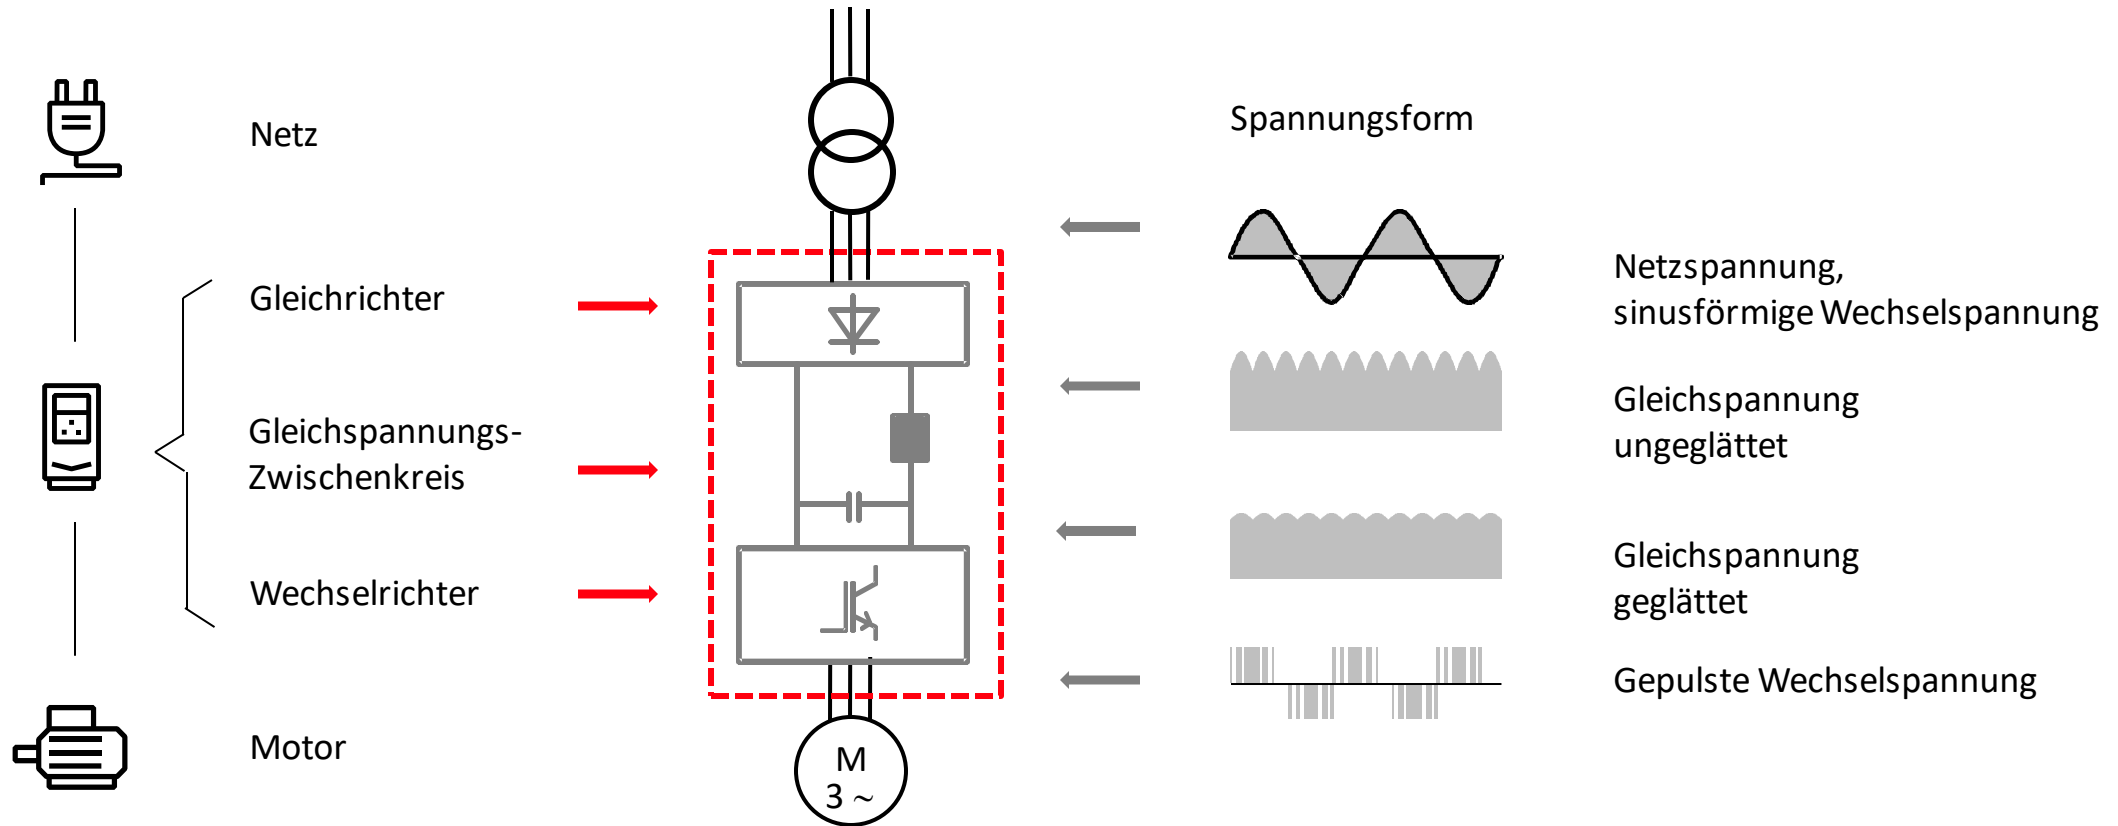 Netz
Gleichrichter
Gleichspannungs-
Zwischenkreis
Wechselrichter
Motor
M
3 ~
Spannungsform
Netzspannung,
sinusförmige Wechselspannung
Gleichspannung
ungeglättet
Gleichspannung
geglättet
Gepulste Wechselspannung